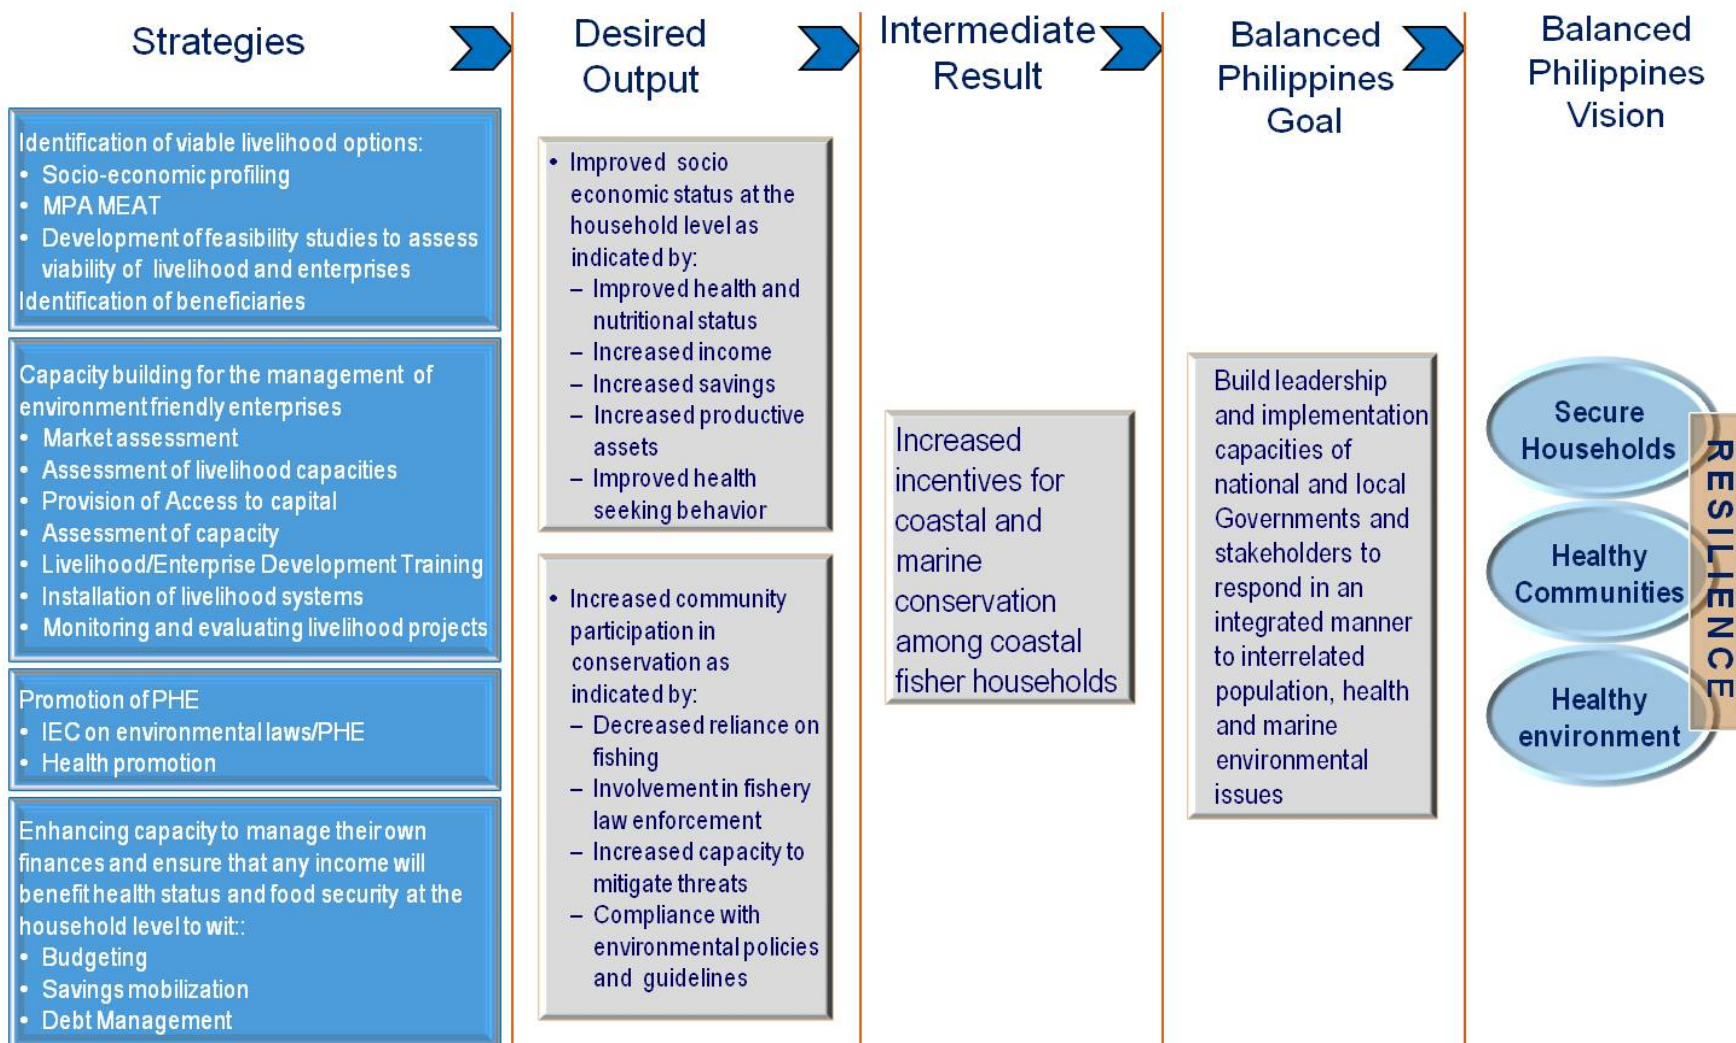 Strategies
Desired
Output
Intermediate
Result
Balanced
Philippines
Goal
Balanced
Philippines
Vision
Identification of viable livelihood options:
• Socio-economic profiling
• MPA MEAT
• Development of feasibility studies to assess
viability of livelihood and enterprises
Identification of beneficiaries
Capacity building for the management of
environment friendly enterprises
• Market assessment
• Assessment of livelihood capacities
• Provision of Access to capital
• Assessment of capacity
• Livelihood/Enterprise Development Training
• Installation of livelihood systems
• Monitoring and evaluating livelihood projects
Promotion of PHE
• IEC on environmental laws/PHE
• Health promotion
Enhancing capacity to manage their own
finances and ensure that any income will
benefit health status and food security at the
household level to wit::
• Budgeting
• Savings mobilization
• Debt Management
• Improved socio
economic status at the
household level as
indicated by:
– Improved health and
nutritional status
– Increased income
– Increased savings
– Increased productive
assets
– Improved health
seeking behavior
• Increased community
participation in
conservation as
indicated by:
– Decreased reliance on
fishing
– Involvement in fishery
law enforcement
– Increased capacity to
mitigate threats
– Compliance with
environmental policies
and guidelines
Increased
incentives for
coastal and
marine
conservation
among coastal
fisher households
Build leadership
and implementation
capacities of
national and local
Governments and
stakeholders to
respond in an
integrated manner
to interrelated
population, health
and marine
environmental
issues
Secure
Households
Healthy
Communities
Healthy
environment
RESILIENCE